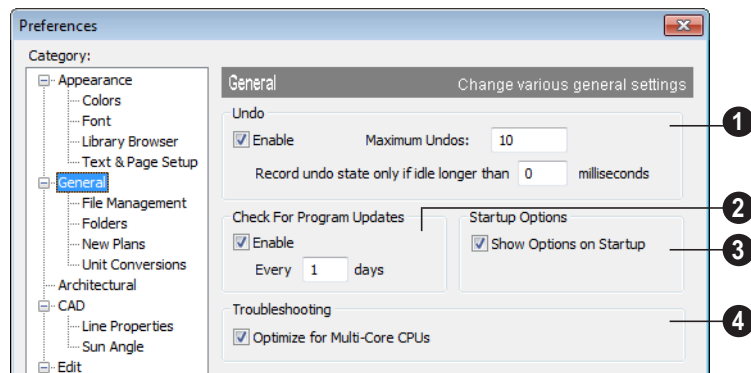 Preferences
Category:
Appearance
Colors
Font
Library Browser
Text & Page Setup
General
File Management
Folders
New Plans
Unit Conversions
Architectural
CAD
Line Properties
Sun Angle
Edit
General Change various general settings
Undo
Enable Maximum Undos: 10
Record undo state only if idle longer than 0 milliseconds
1
Check For Program Updates
Enable
Every 1 days
2
Startup Options
Show Options on Startup
3
Troubleshooting
Optimize for Multi-Core CPUs
4